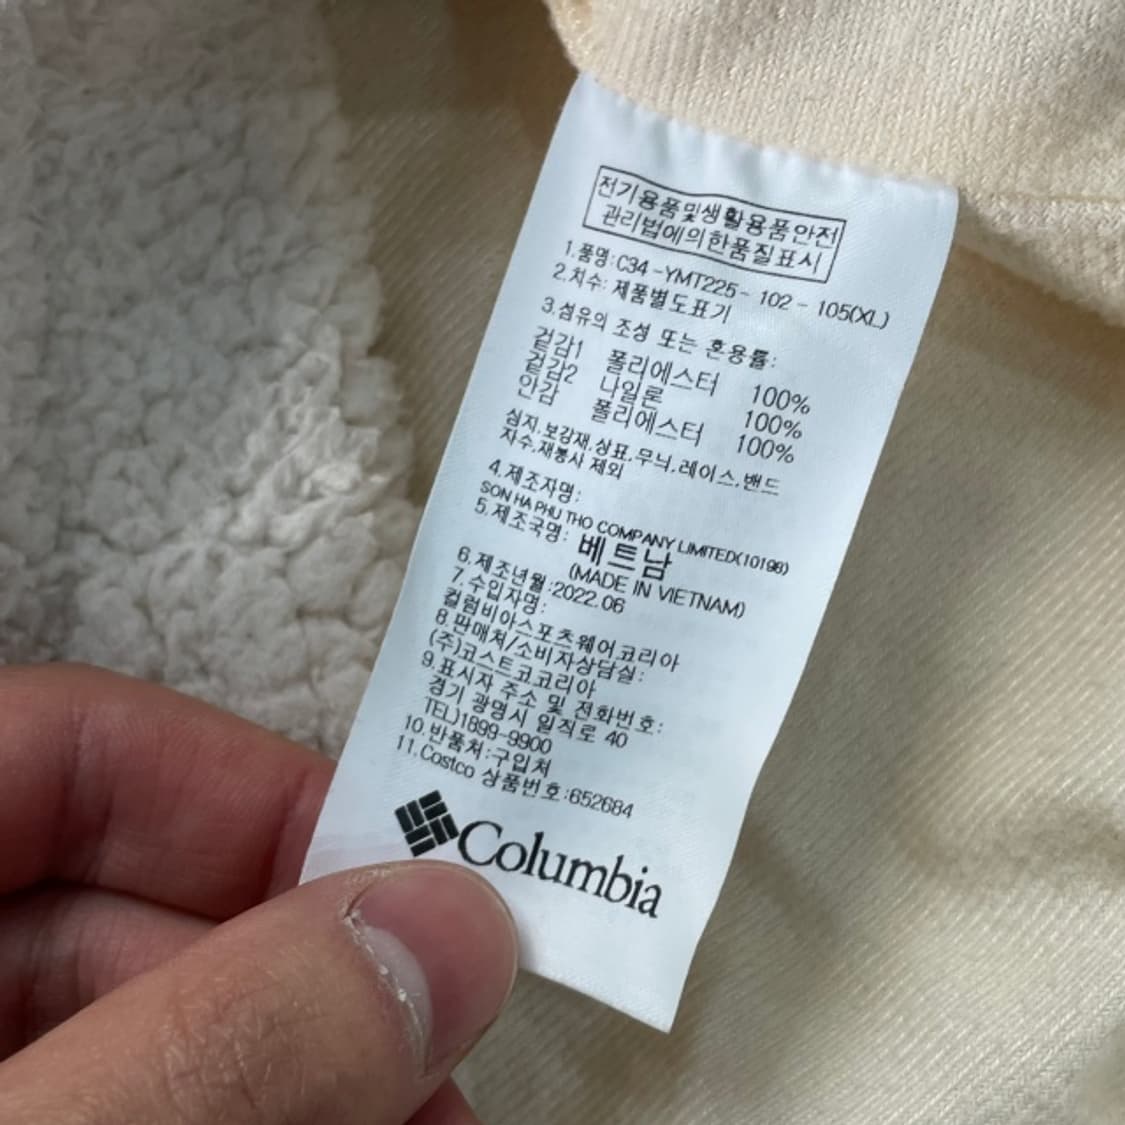 전기용품및생활용품안전
관리법에의한품질표시
1.품명:C34-YMT225-102-105(XL)
2.치수: 제품별도표기
3.섬유의 조성 또는 혼용률:
겉감1 폴리에스터 100%
겉감2 나일론 100%
안감 폴리에스터 100%
심지,보강재,상표,무늬,레이스,밴드
자수,재봉사 제외
4.제조자명:
SON HA PHU THO COMPANY LIMITED(10198)
5.제조국명: 베트남
(MADE IN VIETNAM)
6.제조년월:2022.06
7.수입자명:
컬럼비아스포츠웨어코리아
8.판매처/소비자상담실:
(주)코스트코코리아
9.표시자 주소 및 전화번호:
경기 광명시 일직로 40
TEL)1899-9900
10.반품처:구입처
11.Costco 상품번호:652684
Columbia